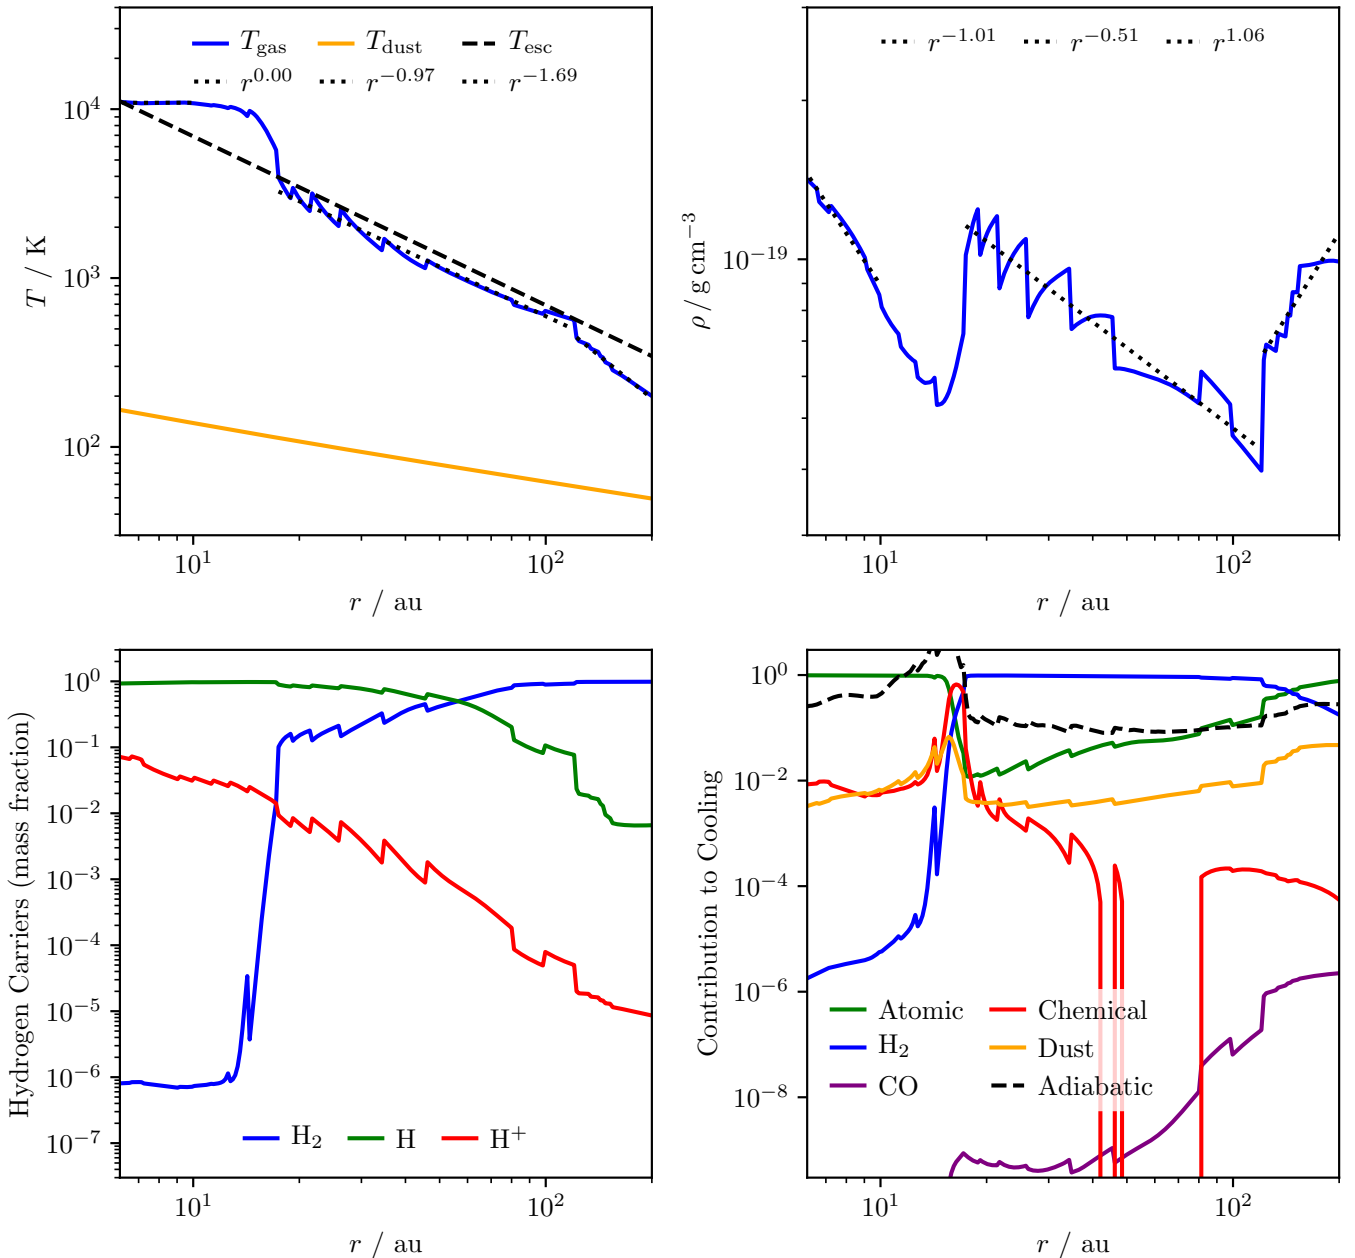 T_gas T_dust T_esc
r^0.00 r^−0.97 r^−1.69
10^4
10^3
10^2
T / K
10^1 10^2
r / au
r^−1.01 r^−0.51 r^1.06
10^−19
ρ / g cm^−3
10^1 10^2
r / au
10^0
10^−1
10^−2
10^−3
10^−4
10^−5
10^−6
10^−7
Hydrogen Carriers (mass fraction)
H_2 H H^+
10^1 10^2
r / au
10^0
10^−2
10^−4
10^−6
10^−8
Contribution to Cooling
Atomic Chemical
H_2 Dust
CO Adiabatic
10^1 10^2
r / au